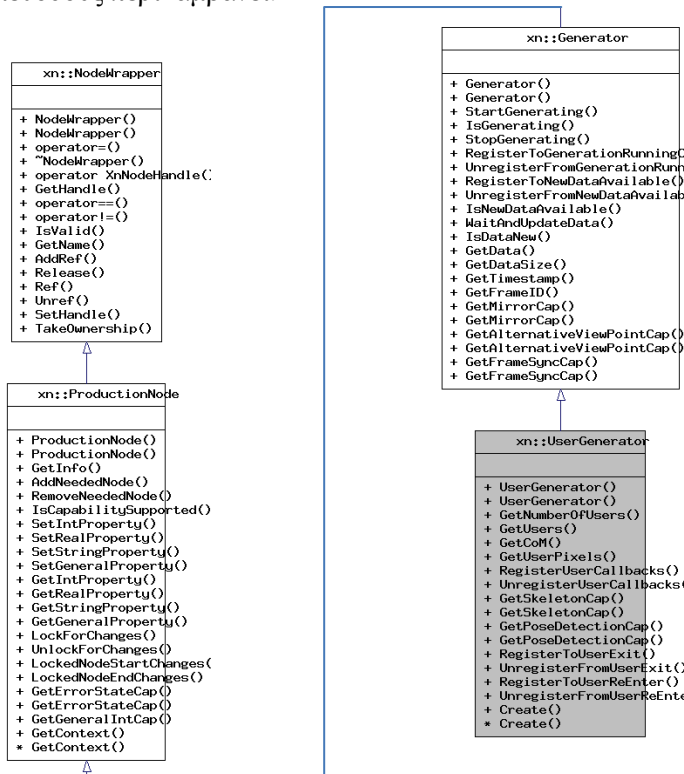 xn::NodeWrapper
+ NodeWrapper()
+ NodeWrapper()
+ operator=()
+ ~NodeWrapper()
+ operator XnNodeHandle()
+ GetHandle()
+ operator==()
+ operator!=()
+ IsValid()
+ GetName()
+ AddRef()
+ Release()
+ Ref()
+ Unref()
+ SetHandle()
+ TakeOwnership()
xn::ProductionNode
+ ProductionNode()
+ ProductionNode()
+ GetInfo()
+ AddNeededNode()
+ RemoveNeededNode()
+ IsCapabilitySupported()
+ SetIntProperty()
+ SetRealProperty()
+ SetStringProperty()
+ SetGeneralProperty()
+ GetIntProperty()
+ GetRealProperty()
+ GetStringProperty()
+ GetGeneralProperty()
+ LockForChanges()
+ UnlockForChanges()
+ LockedNodeStartChanges(
+ LockedNodeEndChanges()
+ GetErrorStateCap()
+ GetErrorStateCap()
+ GetGeneralIntCap()
+ GetContext()
* GetContext()
xn::Generator
+ Generator()
+ Generator()
+ StartGenerating()
+ IsGenerating()
+ StopGenerating()
+ RegisterToGenerationRunningC
+ UnregisterFromGenerationRunn
+ RegisterToNewDataAvailable()
+ UnregisterFromNewDataAvailab
+ IsNewDataAvailable()
+ WaitAndUpdateData()
+ IsDataNew()
+ GetData()
+ GetDataSize()
+ GetTimestamp()
+ GetFrameID()
+ GetMirrorCap()
+ GetMirrorCap()
+ GetAlternativeViewPointCap()
+ GetAlternativeViewPointCap()
+ GetFrameSyncCap()
+ GetFrameSyncCap()
xn::UserGenerator
+ UserGenerator()
+ UserGenerator()
+ GetNumberOfUsers()
+ GetUsers()
+ GetCoM()
+ GetUserPixels()
+ RegisterUserCallbacks()
+ UnregisterUserCallbacks(
+ GetSkeletonCap()
+ GetSkeletonCap()
+ GetPoseDetectionCap()
+ GetPoseDetectionCap()
+ RegisterToUserExit()
+ UnregisterFromUserExit()
+ RegisterToUserReEnter()
+ UnregisterFromUserReEnte
+ Create()
* Create()